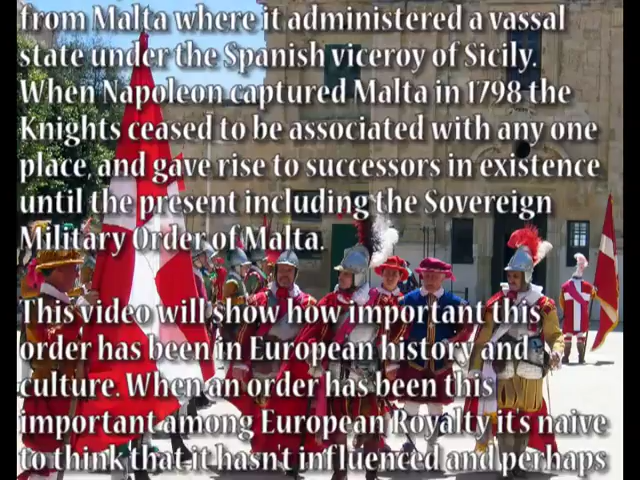 from Malta where it administered a vassal
state under the Spanish viceroy of Sicily.
When Napoleon captured Malta in 1798 the
Knights ceased to be associated with any one
place, and gave rise to successors in existence
until the present including the Sovereign
Military Order of Malta.
This video will show how important this
order has been in European history and
culture. When an order has been this
important among European Royalty it's naive
to think that it hasn't influenced and perhaps